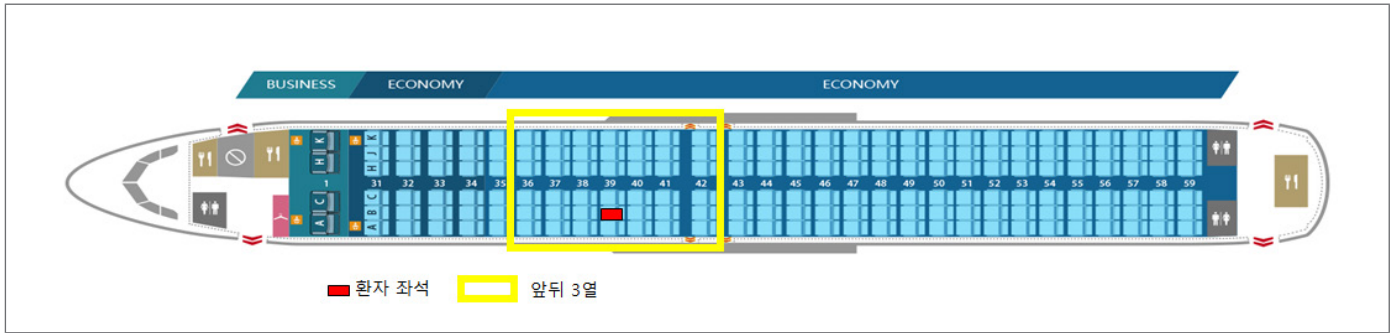 BUSINESS ECONOMY ECONOMY
K K
J
H H
1 31 32 33 34 35 36 37 38 39 40 41 42 43 44 45 46 47 48 49 50 51 52 53 54 55 56 57 58 59
C C
B
A A
환자 좌석 앞뒤 3열